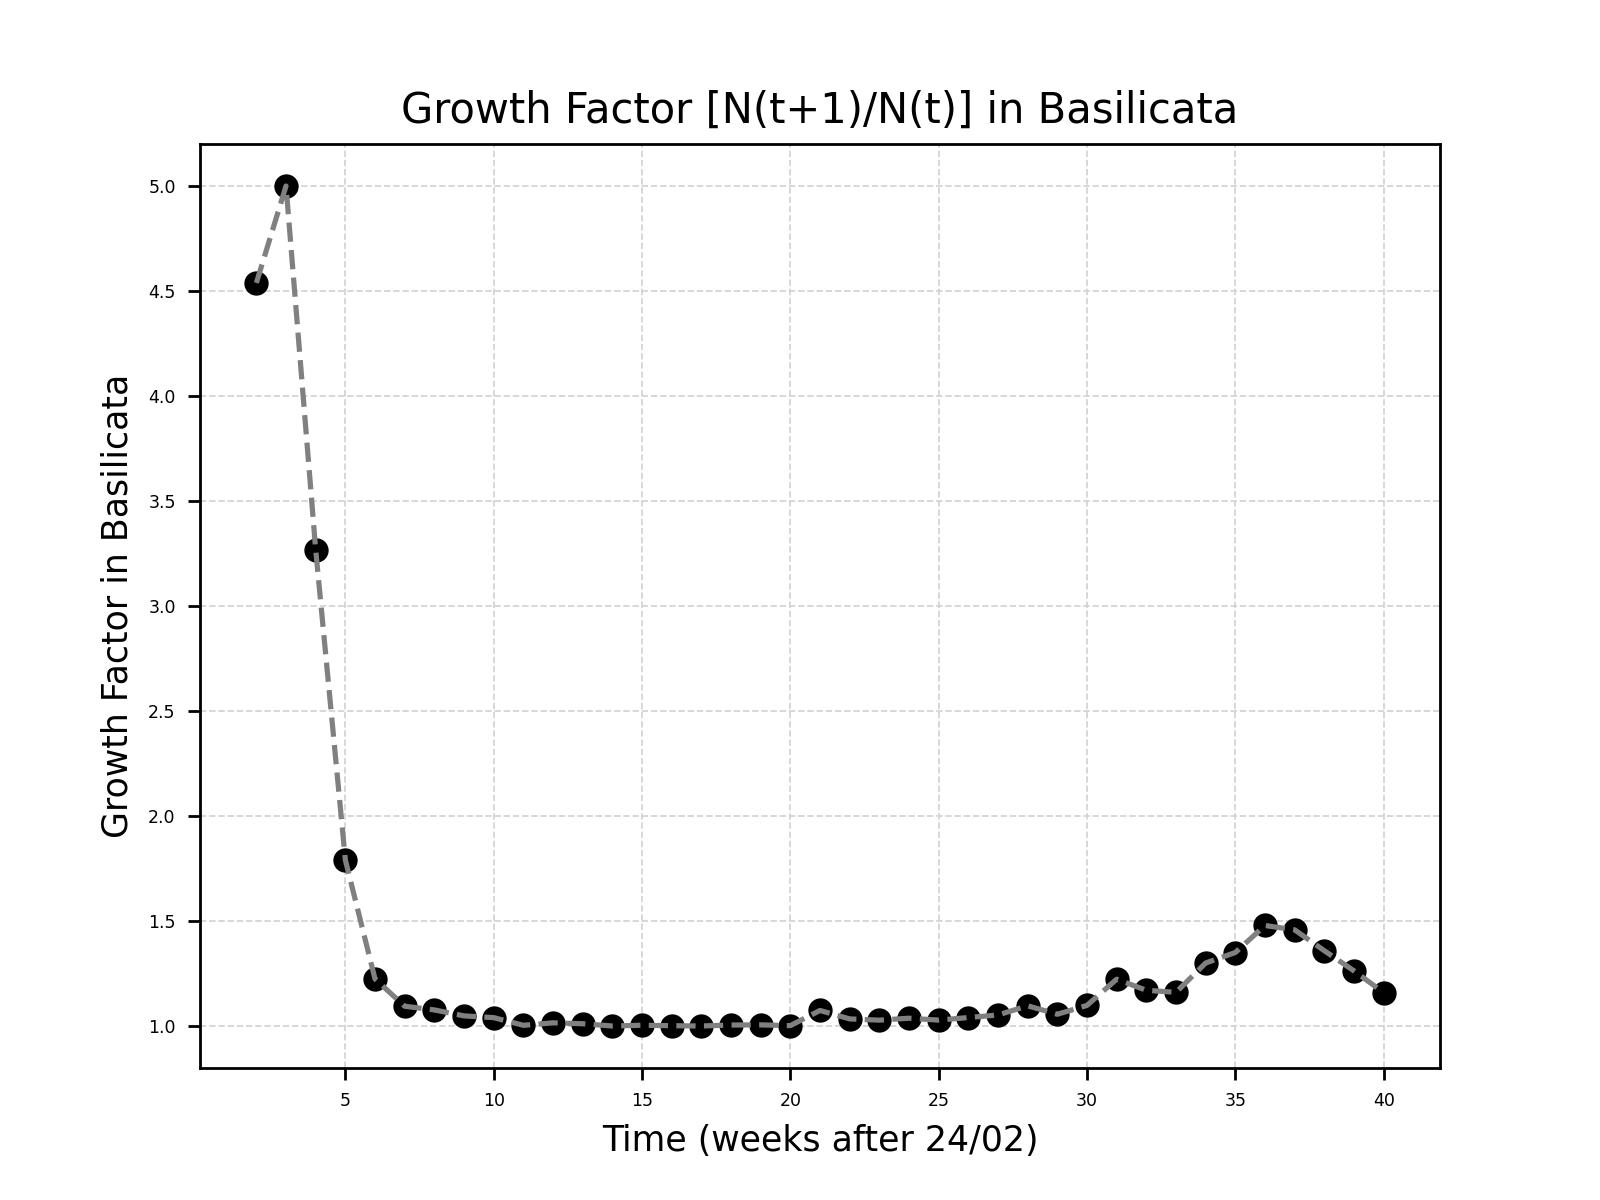 Growth Factor [N(t+1)/N(t)] in Basilicata
Growth Factor in Basilicata
5.0
4.5
4.0
3.5
3.0
2.5
2.0
1.5
1.0
5 10 15 20 25 30 35 40
Time (weeks after 24/02)